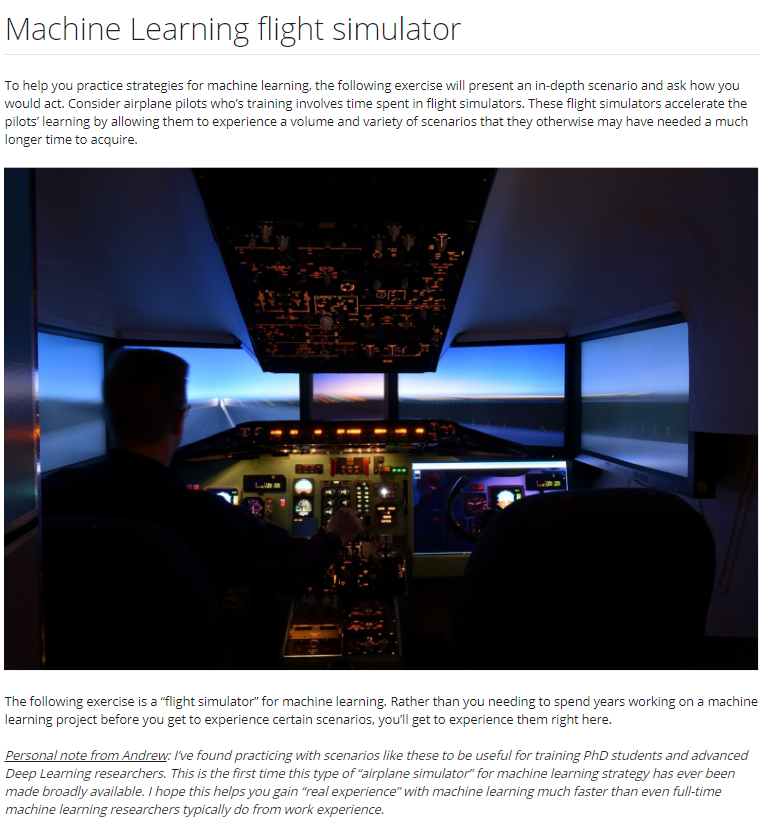 Machine Learning flight simulator
To help you practice strategies for machine learning, the following exercise will present an in-depth scenario and ask how you
would act. Consider airplane pilots who's training involves time spent in flight simulators. These flight simulators accelerate the
pilots' learning by allowing them to experience a volume and variety of scenarios that they otherwise may have needed a much
longer time to acquire.
The following exercise is a “flight simulator” for machine learning. Rather than you needing to spend years working on a machine
learning project before you get to experience certain scenarios, you'll get to experience them right here.
Personal note from Andrew: I've found practicing with scenarios like these to be useful for training PhD students and advanced
Deep Learning researchers. This is the first time this type of “airplane simulator” for machine learning strategy has ever been
made broadly available. I hope this helps you gain “real experience” with machine learning much faster than even full-time
machine learning researchers typically do from work experience.